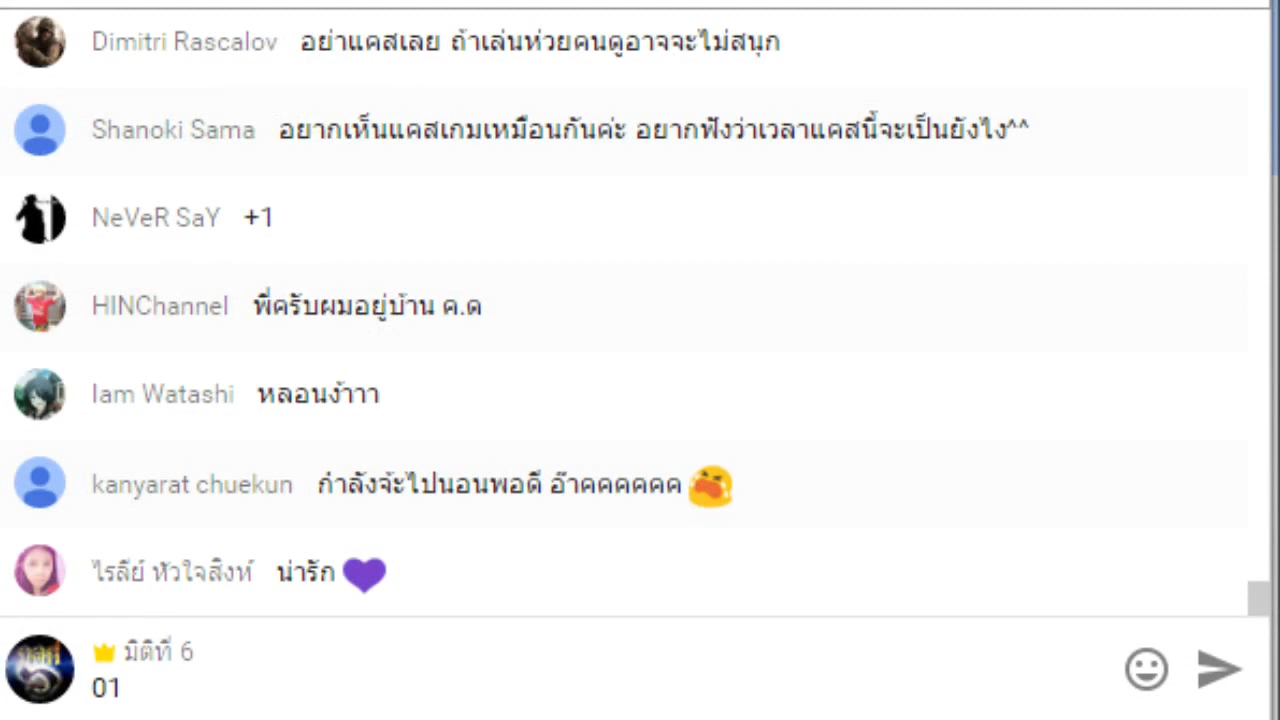 Dimitri Rascalov อย่าแคสเลย ถ้าเล่นห่วยคนดูอาจจะไม่สนุก
Shanoki Sama อยากเห็นแคสเกมเหมือนกันค่ะ อยากฟังว่าเวลาแคสนี้จะเป็นยังไง^^
NeVeR SaY +1
HINChannel พี่ครับผมอยู่บ้าน ค.ด
Iam Watashi หลอนง้าาา
kanyarat chuekun กำลังจ้ะไปนอนพอดี อ๊าคคคคคค
ไรลีย์ หัวใจสิงห์ น่ารัก 💜
มิติที่ 6
01